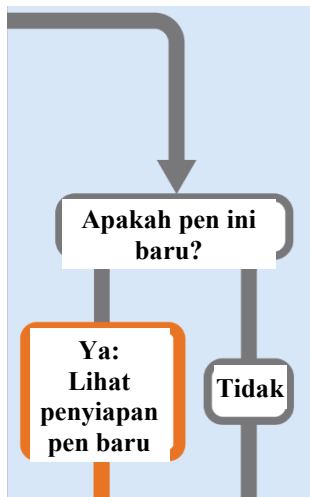 Apakah pen ini
baru?
Ya:
Lihat
penyiapan
pen baru
Tidak